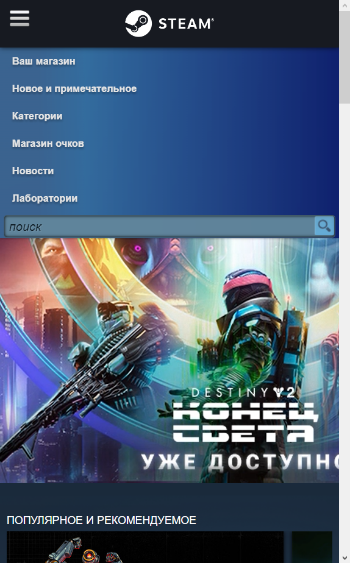 STEAM
Ваш магазин
Новое и примечательное
Категории
Магазин очков
Новости
Лаборатории
поиск
DESTINY 2
КОНЕЦ
СВЕТА
УЖЕ ДОСТУПНО
ПОПУЛЯРНОЕ И РЕКОМЕНДУЕМОЕ